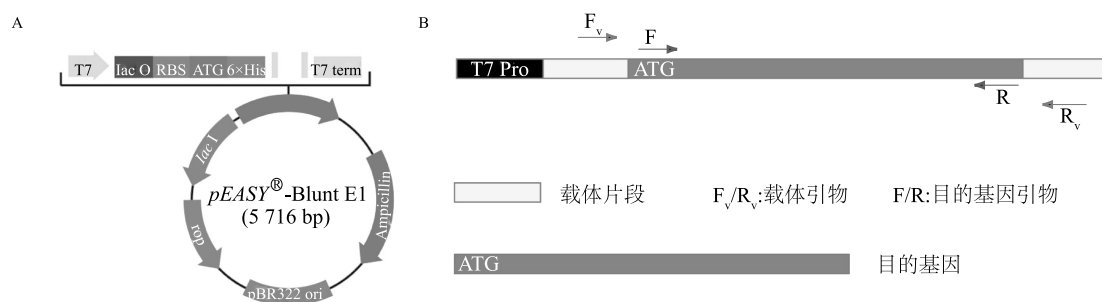 A
T7 lac O RBS ATG 6×His T7 term
lac I
pEASY®-Blunt E1
(5 716 bp)
Ampicillin
rop
pBR322 ori
B
Fv
F
T7 Pro ATG
R
Rv
载体片段 Fv/Rv:载体引物 F/R:目的基因引物
ATG 目的基因